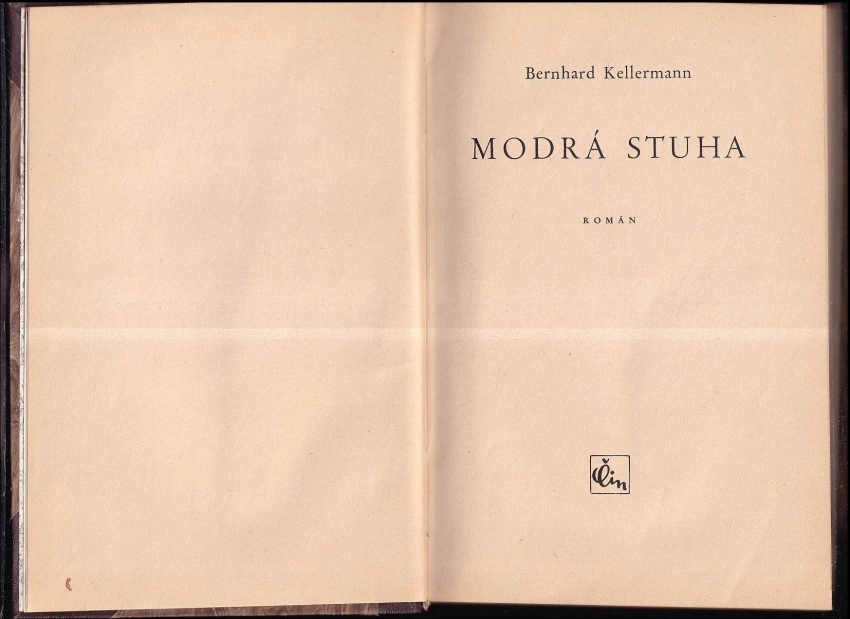 Bernhard Kellermann
MODRÁ STUHA
ROMÁN
Čin